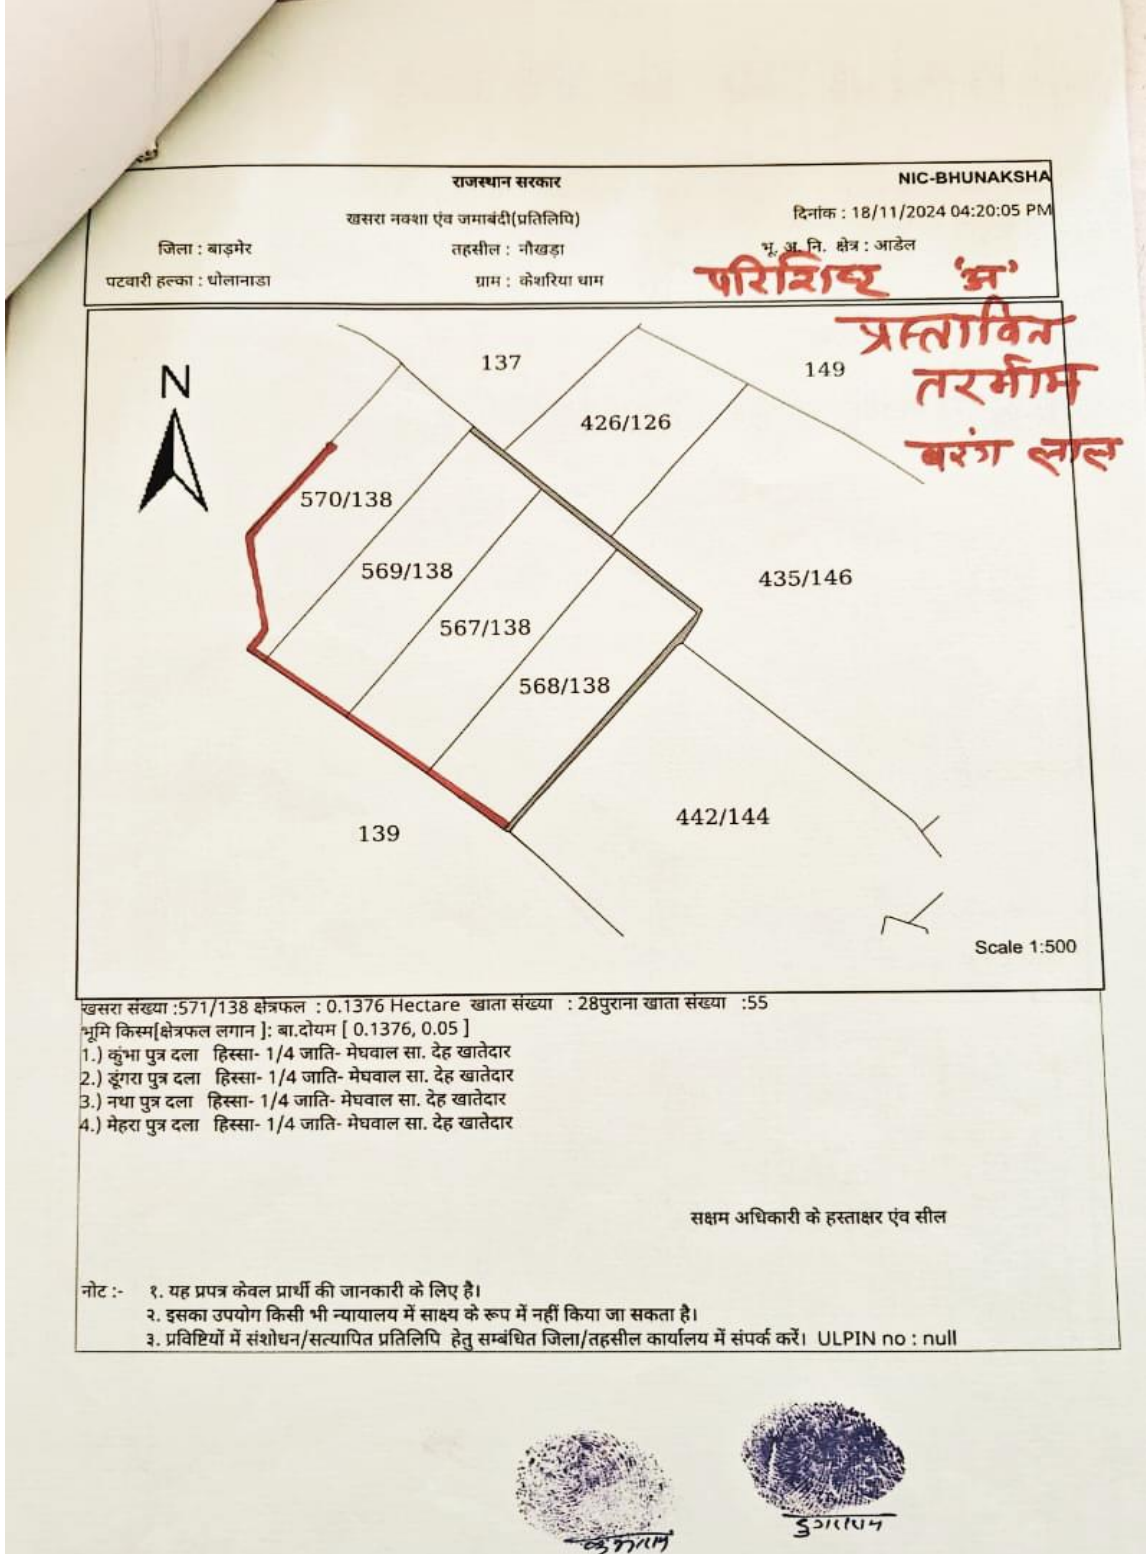 राजस्थान सरकार
NIC-BHUNAKSHA
खसरा नक्शा एंव जमाबंदी(प्रतिलिपि)
दिनांक : 18/11/2024 04:20:05 PM
जिला : बाड़मेर तहसील : नौखड़ा भू. अ. नि. क्षेत्र : आडेल
पटवारी हल्का : धोलानाडा ग्राम : केशरिया धाम
परिशिष्ट 'अ'
प्रस्तावित
तरमीम
बरंग लाल
N
137
149
426/126
570/138
569/138
435/146
567/138
568/138
442/144
139
Scale 1:500
खसरा संख्या :571/138 क्षेत्रफल : 0.1376 Hectare खाता संख्या : 28पुराना खाता संख्या :55
भूमि किस्म[क्षेत्रफल लगान ]: बा.दोयम [ 0.1376, 0.05 ]
1.) कुंभा पुत्र दला हिस्सा- 1/4 जाति- मेघवाल सा. देह खातेदार
2.) डूंगरा पुत्र दला हिस्सा- 1/4 जाति- मेघवाल सा. देह खातेदार
3.) नथा पुत्र दला हिस्सा- 1/4 जाति- मेघवाल सा. देह खातेदार
4.) मेहरा पुत्र दला हिस्सा- 1/4 जाति- मेघवाल सा. देह खातेदार
सक्षम अधिकारी के हस्ताक्षर एंव सील
नोट :- १. यह प्रपत्र केवल प्रार्थी की जानकारी के लिए है।
२. इसका उपयोग किसी भी न्यायालय में साक्ष्य के रूप में नहीं किया जा सकता है।
३. प्रविष्टियों में संशोधन/सत्यापित प्रतिलिपि हेतु सम्बंधित जिला/तहसील कार्यालय में संपर्क करें। ULPIN no : null